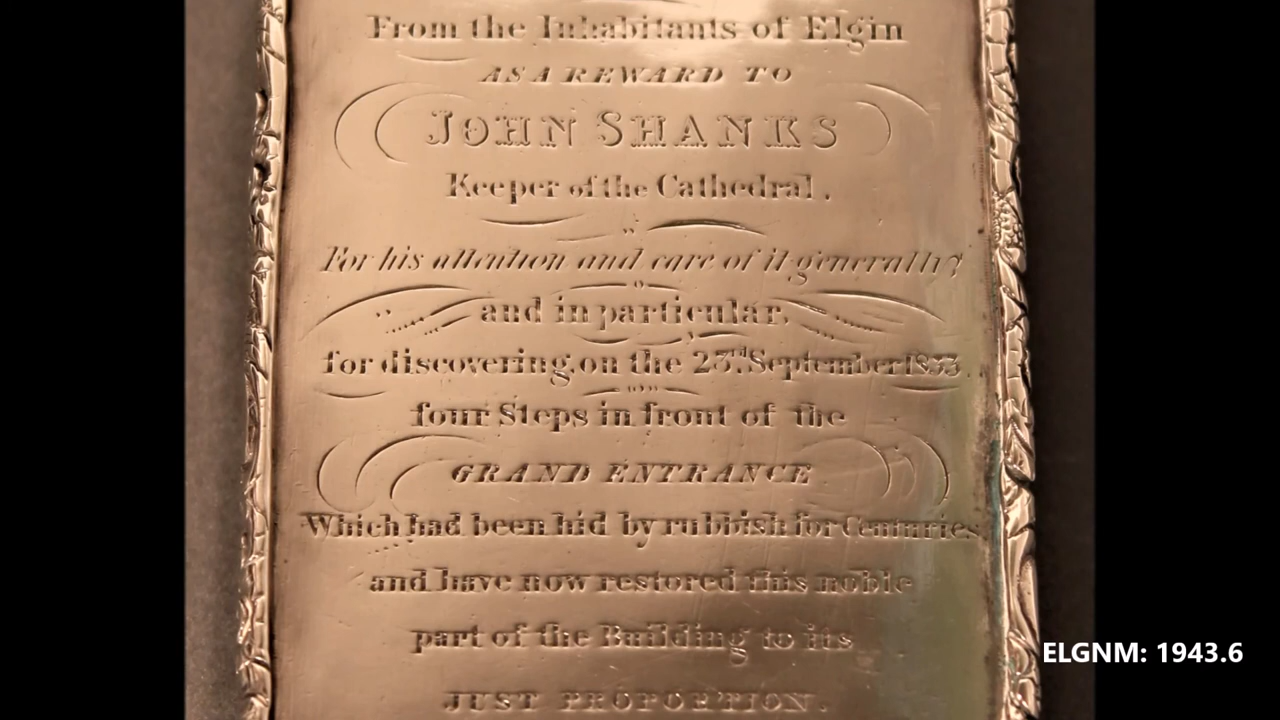 From the Inhabitants of Elgin
AS A REWARD TO
JOHN SHANKS
Keeper of the Cathedral.
For his attention and care of it generally
and in particular,
for discovering, on the 23.rd September 1833.
four Steps in front of the
GRAND ENTRANCE
Which had been hid by rubbish for Centuries
and have now restored this noble
part of the Building to its
JUST PROPORTION.
ELGNM: 1943.6